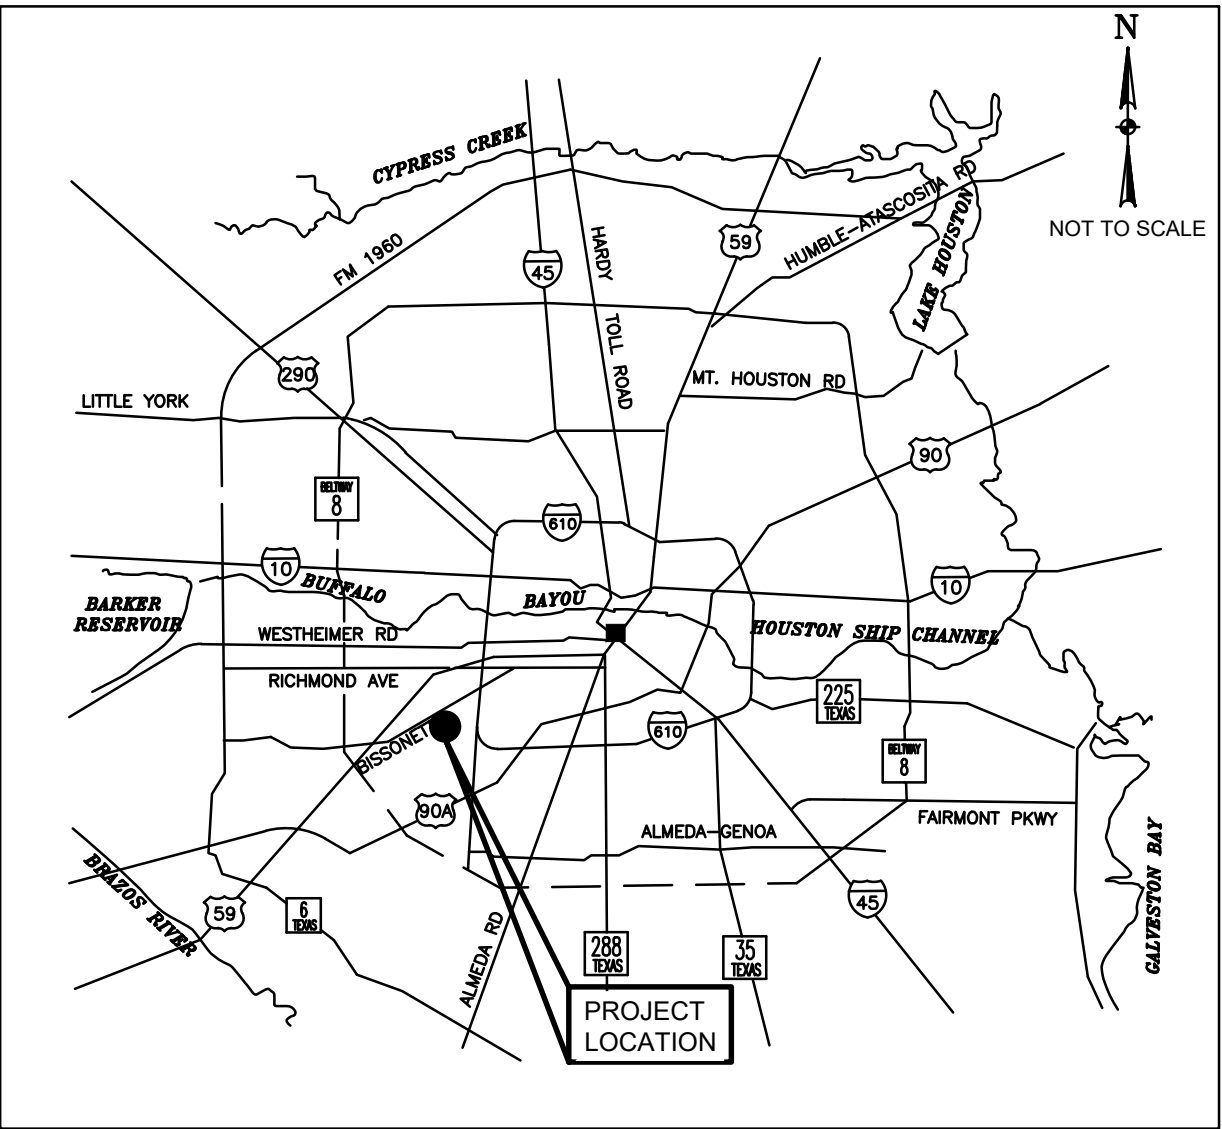 N
NOT TO SCALE
CYPRESS CREEK
FM 1960
45
HARDY
TOLL ROAD
59
HUMBLE-ATASCOSITA RD
LAKE HOUSTON
290
LITTLE YORK
MT. HOUSTON RD
90
BELTWAY
8
610
10
BUFFALO
BAYOU
10
BARKER
RESERVOIR
WESTHEIMER RD
HOUSTON SHIP CHANNEL
RICHMOND AVE
225
TEXAS
BISSONET
610
BELTWAY
8
90A
ALMEDA-GENOA
FAIRMONT PKWY
BRAZOS RIVER
59
6
TEXAS
ALMEDA RD
288
TEXAS
35
TEXAS
45
GALVESTON BAY
PROJECT
LOCATION